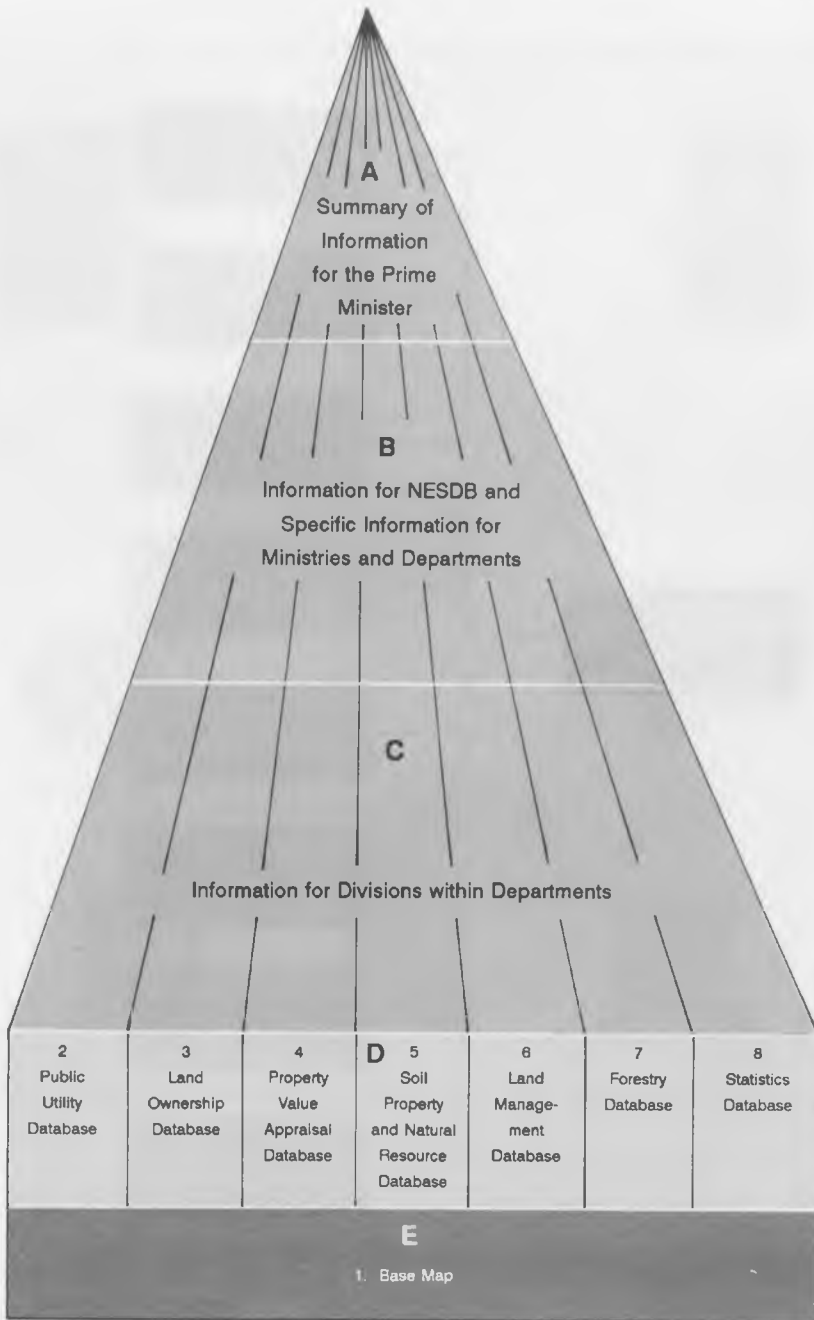 A
Summary of
Information
for the Prime
Minister
B
Information for NESDB and
Specific Information for
Ministries and Departments
C
Information for Divisions within Departments
D
2
Public
Utility
Database
3
Land
Ownership
Database
4
Property
Value
Appraisal
Database
5
Soil
Property
and Natural
Resource
Database
6
Land
Manage-
ment
Database
7
Forestry
Database
8
Statistics
Database
E
1. Base Map